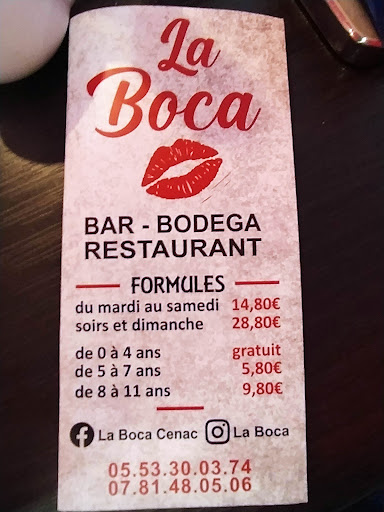 La
Boca
BAR - BODEGA
RESTAURANT
FORMULES
du mardi au samedi 14,80€
soirs et dimanche 28,80€
de 0 à 4 ans gratuit
de 5 à 7 ans 5,80€
de 8 à 11 ans 9,80€
La Boca Cenac La Boca
05.53.30.03.74
07.81.48.05.06